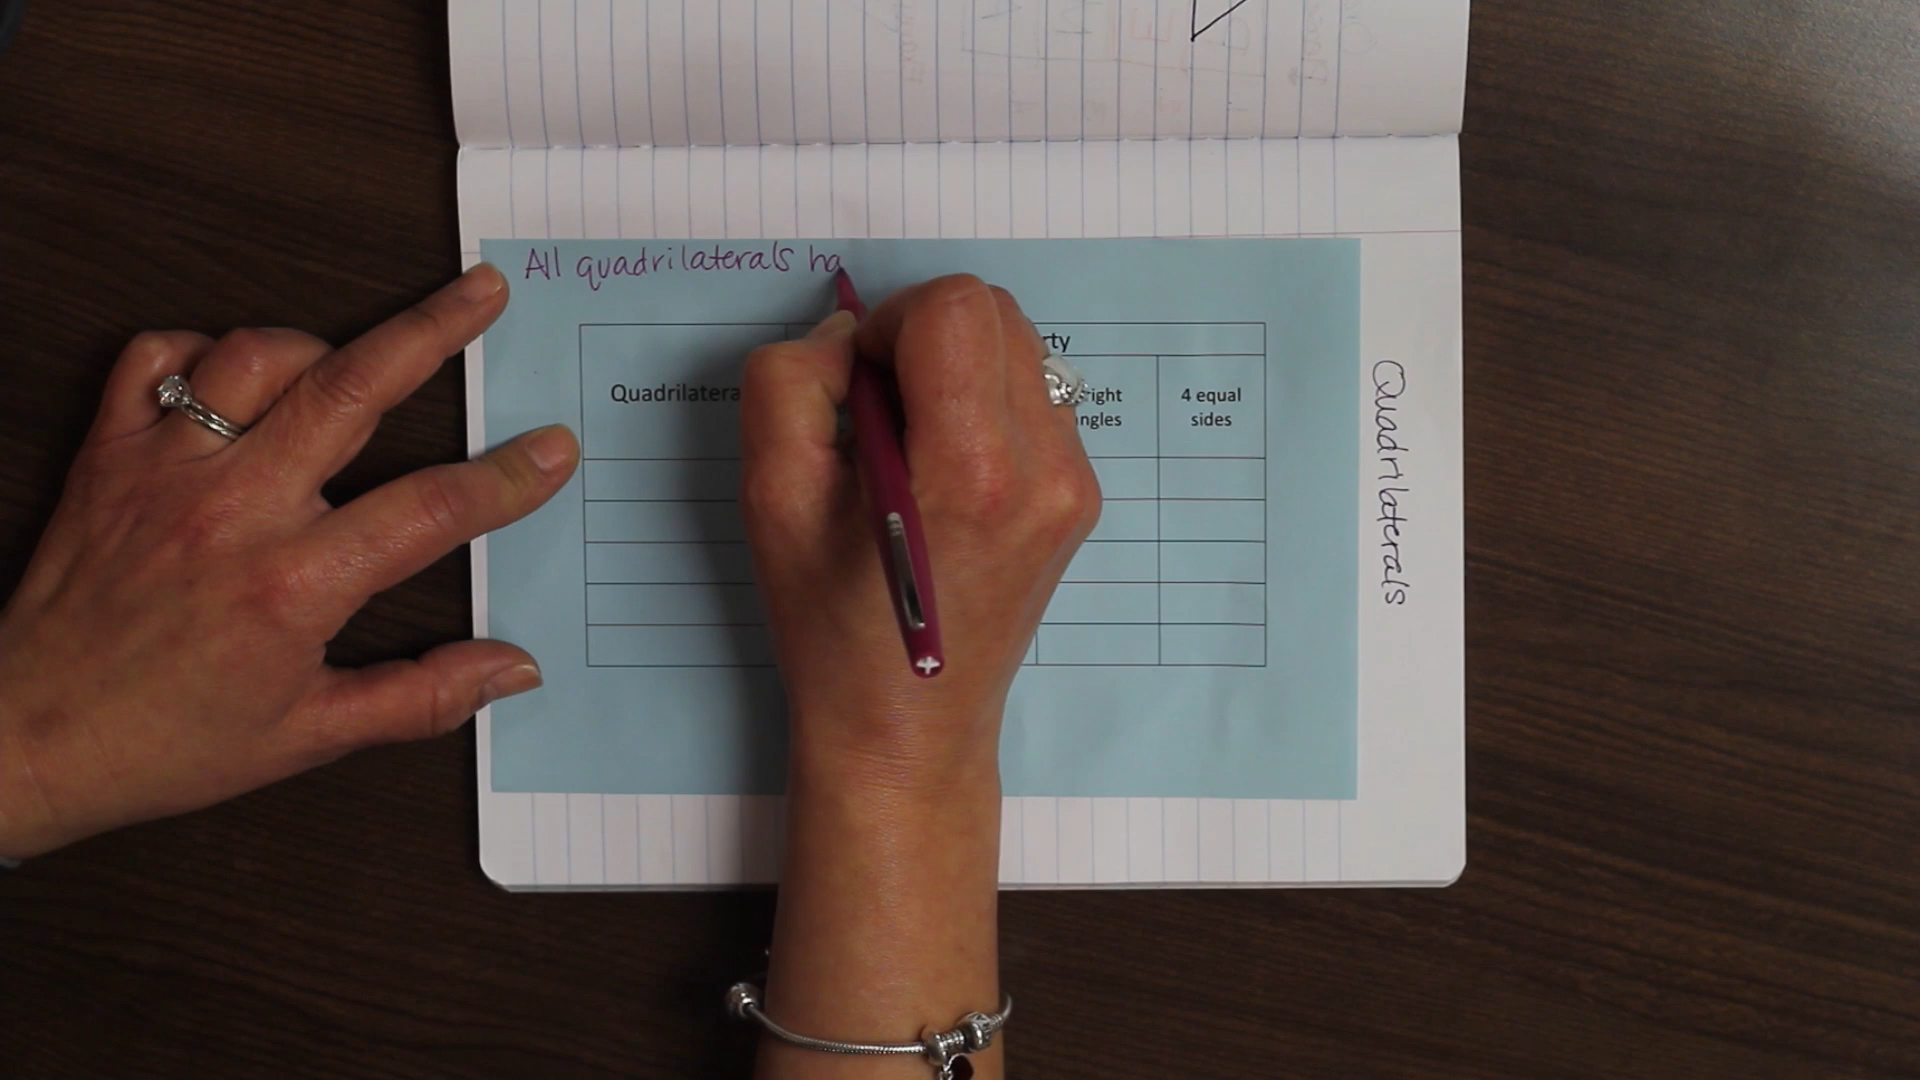 All quadrilaterals ha
rty
Quadrilatera
right
ngles
4 equal
sides
Quadrilaterals